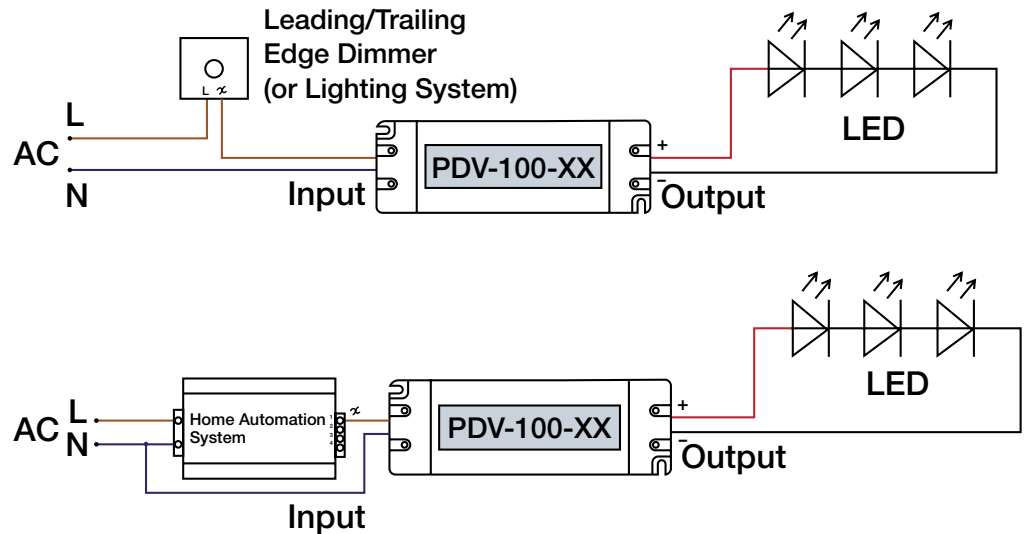 Leading/Trailing
Edge Dimmer
(or Lighting System)
L
L
AC
N
Input
PDV-100-XX
+
-
Output
LED
L
AC
N
Home Automation
System
1
2
3
4
Input
PDV-100-XX
+
-
Output
LED